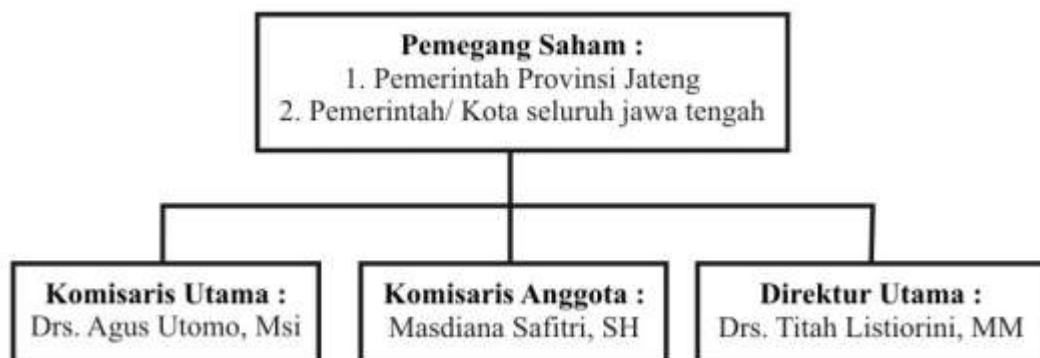 Pemegang Saham :
1. Pemerintah Provinsi Jateng
2. Pemerintah/ Kota seluruh jawa tengah
Komisaris Utama :
Drs. Agus Utomo, Msi
Komisaris Anggota :
Masdiana Safitri, SH
Direktur Utama :
Drs. Titah Listiorini, MM